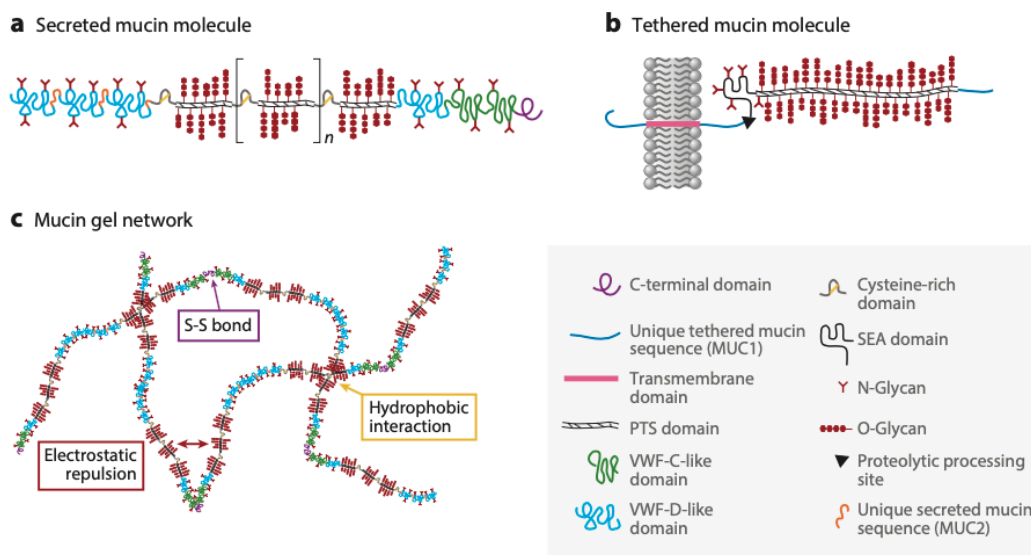 a Secreted mucin molecule
n
b Tethered mucin molecule
c Mucin gel network
S-S bond
Hydrophobic
interaction
Electrostatic
repulsion
C-terminal domain
Unique tethered mucin
sequence (MUC1)
Transmembrane
domain
PTS domain
VWF-C-like
domain
VWF-D-like
domain
Cysteine-rich
domain
SEA domain
N-Glycan
O-Glycan
Proteolytic processing
site
Unique secreted mucin
sequence (MUC2)